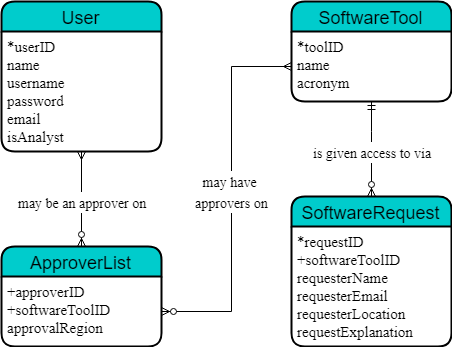 User
*userID
name
username
password
email
isAnalyst
SoftwareTool
*toolID
name
acronym
may be an approver on
may have
approvers on
is given access to via
ApproverList
+approverID
+softwareToolID
approvalRegion
SoftwareRequest
*requestID
+softwareToolID
requesterName
requesterEmail
requesterLocation
requestExplanation